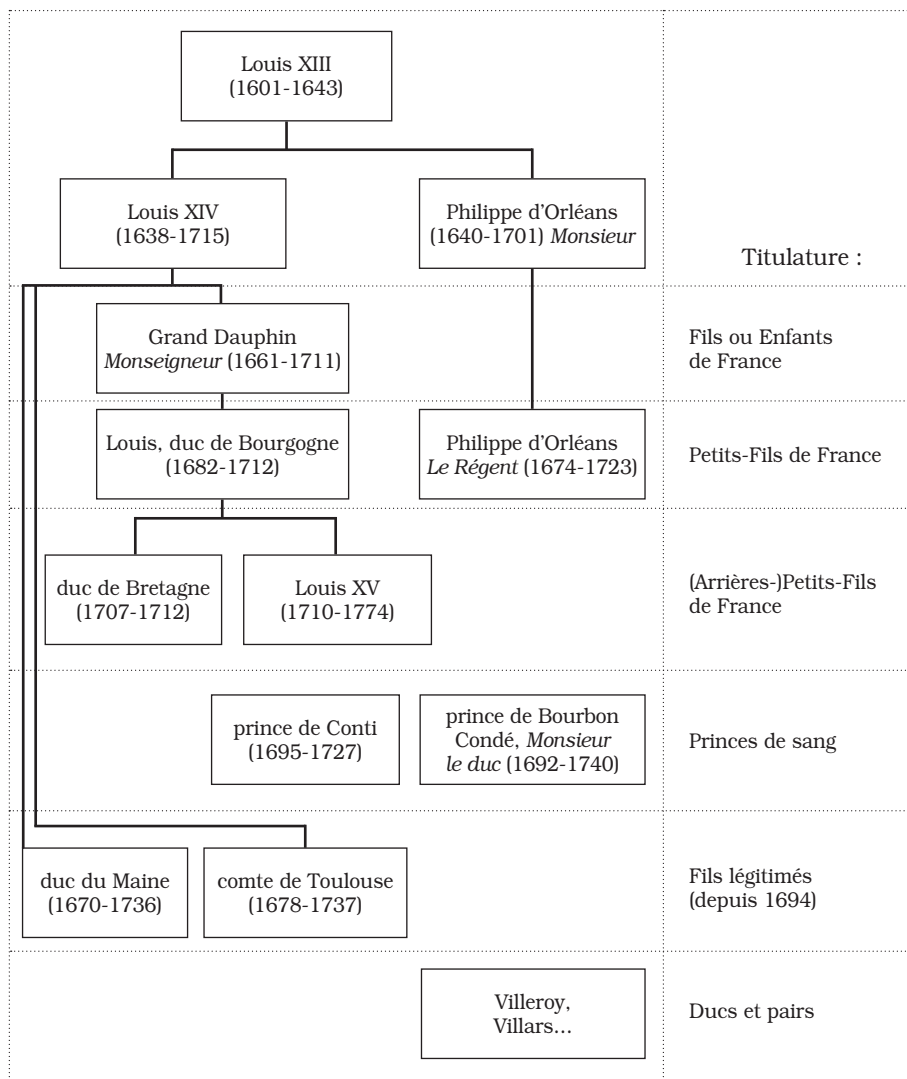 Louis XIII
(1601-1643)
Louis XIV
(1638-1715)
Philippe d'Orléans
(1640-1701) Monsieur
Titulature :
Grand Dauphin
Monseigneur (1661-1711)
Fils ou Enfants
de France
Louis, duc de Bourgogne
(1682-1712)
Philippe d'Orléans
Le Régent (1674-1723)
Petits-Fils de France
duc de Bretagne
(1707-1712)
Louis XV
(1710-1774)
(Arrières-)Petits-Fils
de France
prince de Conti
(1695-1727)
prince de Bourbon
Condé, Monsieur
le duc (1692-1740)
Princes de sang
duc du Maine
(1670-1736)
comte de Toulouse
(1678-1737)
Fils légitimés
(depuis 1694)
Villeroy,
Villars…
Ducs et pairs